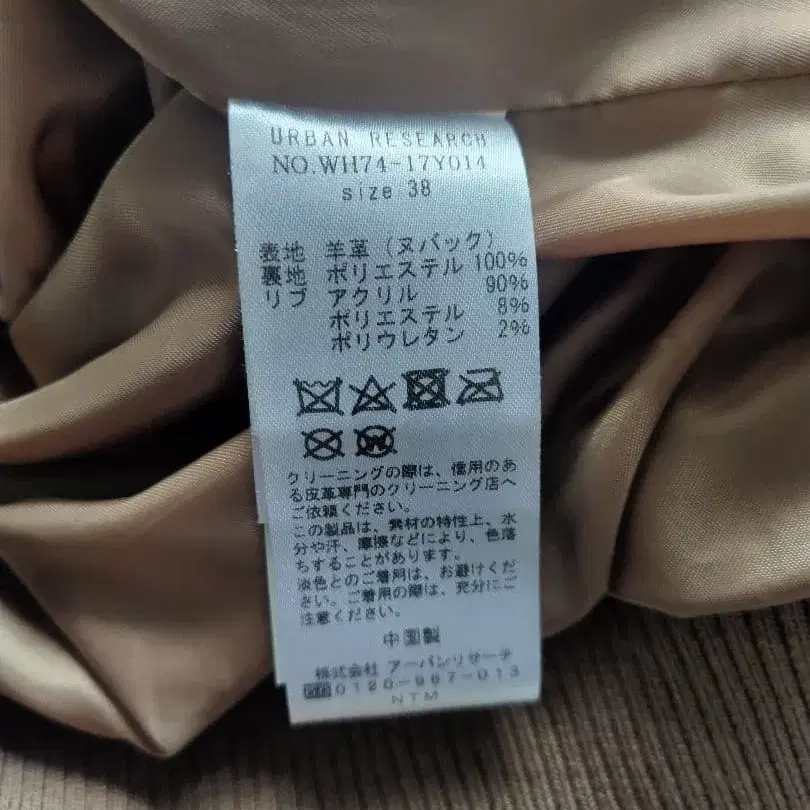 URBAN RESEARCH
NO.WH74-17Y014
size 38
表地 羊革（ヌバック）
裏地 ポリエステル 100%
リブ アクリル 90%
ポリエステル 8%
ポリウレタン 2%
クリーニングの際は、信用のあ
る皮革専門のクリーニング店へ
ご依頼ください。
この製品は、素材の特性上、水
分や汗、摩擦などにより、色落
ちすることがあります。
淡色とのご着用は、お避けくだ
さい。ご着用の際は、充分にご
注意ください。
中国製
株式会社 アーバンリサーチ
0120-987-013
NTM